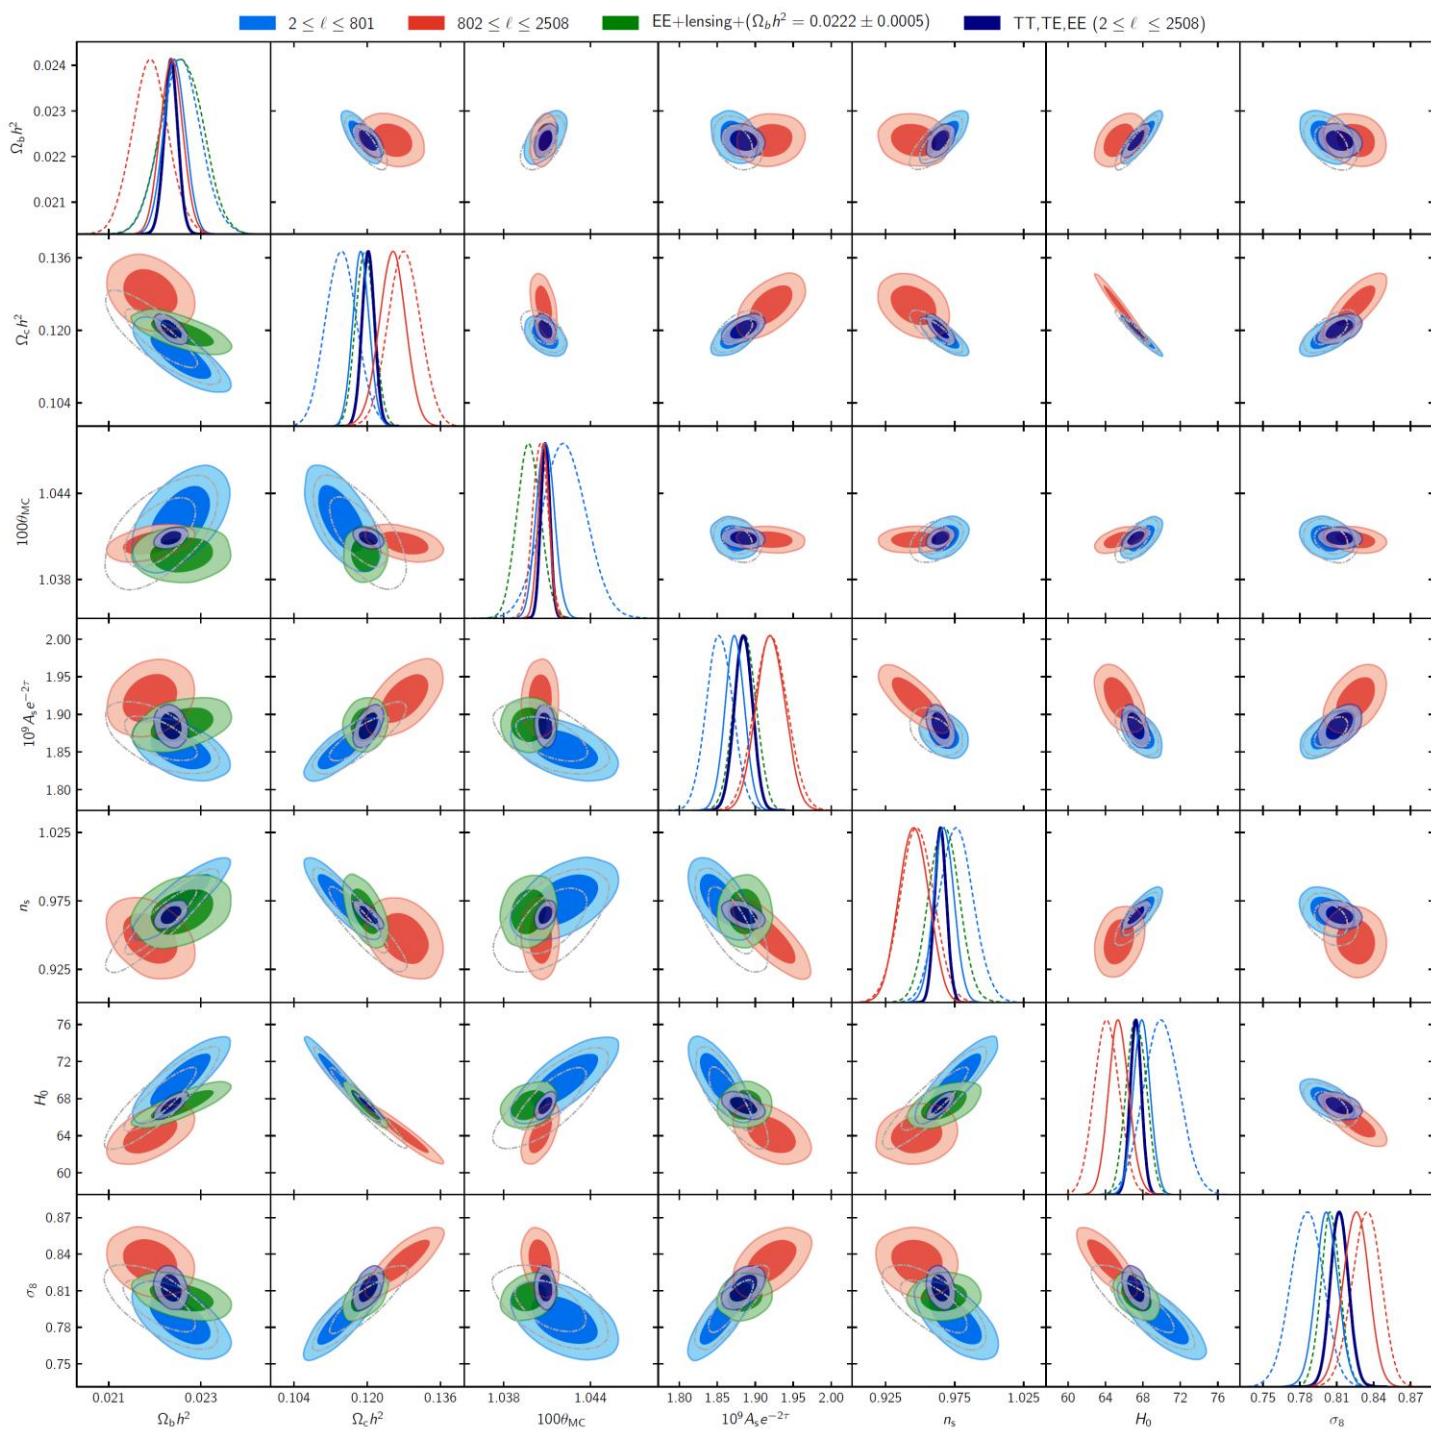 2 ≤ ℓ ≤ 801 802 ≤ ℓ ≤ 2508 EE+lensing+(Ω_b h² = 0.0222 ± 0.0005) TT,TE,EE (2 ≤ ℓ ≤ 2508)
0.024
0.023
0.022
0.021
Ω_b h²
0.136
0.120
0.104
Ω_c h²
1.044
1.038
100θ_MC
2.00
1.95
1.90
1.85
1.80
10⁹A_s e^{−2τ}
1.025
0.975
0.925
n_s
76
72
68
64
60
H_0
0.87
0.84
0.81
0.78
0.75
σ_8
0.021 0.023 0.104 0.120 0.136 1.038 1.044 1.80 1.85 1.90 1.95 2.00 0.925 0.975 1.025 60 64 68 72 76 0.75 0.78 0.81 0.84 0.87
Ω_b h² Ω_c h² 100θ_MC 10⁹A_s e^{−2τ} n_s H_0 σ_8